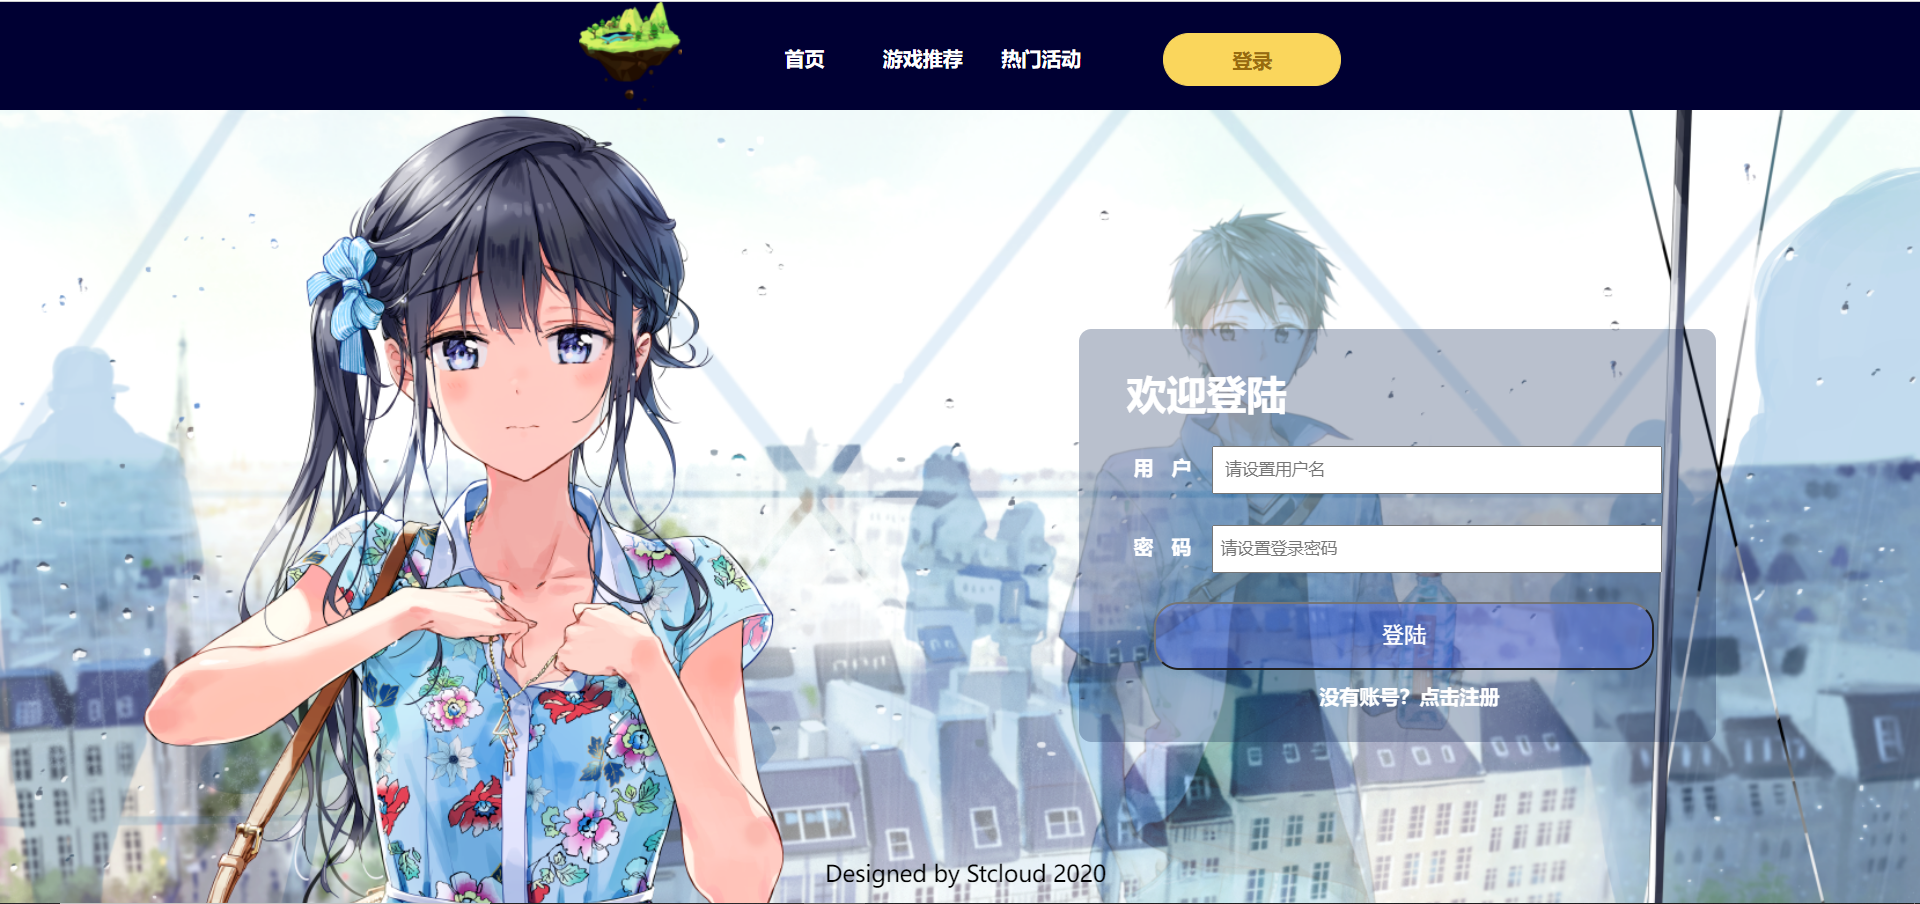 首页 游戏推荐 热门活动 登录
欢迎登陆
用 户 请设置用户名
密 码 请设置登录密码
登陆
没有账号？点击注册
Designed by Stcloud 2020